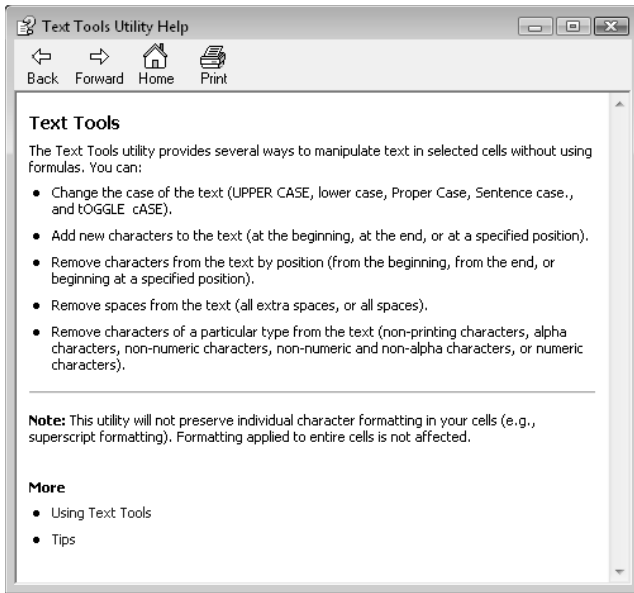 Text Tools Utility Help
Back Forward Home Print
Text Tools
The Text Tools utility provides several ways to manipulate text in selected cells without using
formulas. You can:
• Change the case of the text (UPPER CASE, lower case, Proper Case, Sentence case.,
and tOGGLE cASE).
• Add new characters to the text (at the beginning, at the end, or at a specified position).
• Remove characters from the text by position (from the beginning, from the end, or
beginning at a specified position).
• Remove spaces from the text (all extra spaces, or all spaces).
• Remove characters of a particular type from the text (non-printing characters, alpha
characters, non-numeric characters, non-numeric and non-alpha characters, or numeric
characters).
Note: This utility will not preserve individual character formatting in your cells (e.g.,
superscript formatting). Formatting applied to entire cells is not affected.
More
• Using Text Tools
• Tips